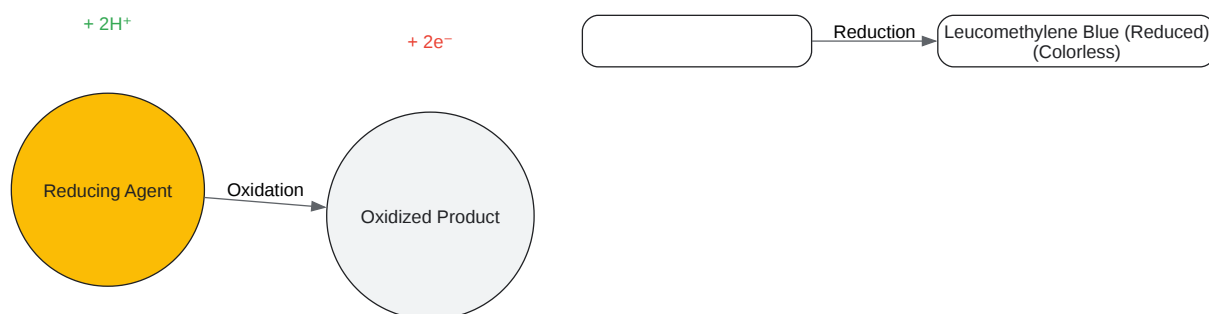 + 2H⁺
+ 2e⁻
Reduction
Leucomethylene Blue (Reduced)
(Colorless)
Reducing Agent
Oxidation
Oxidized Product